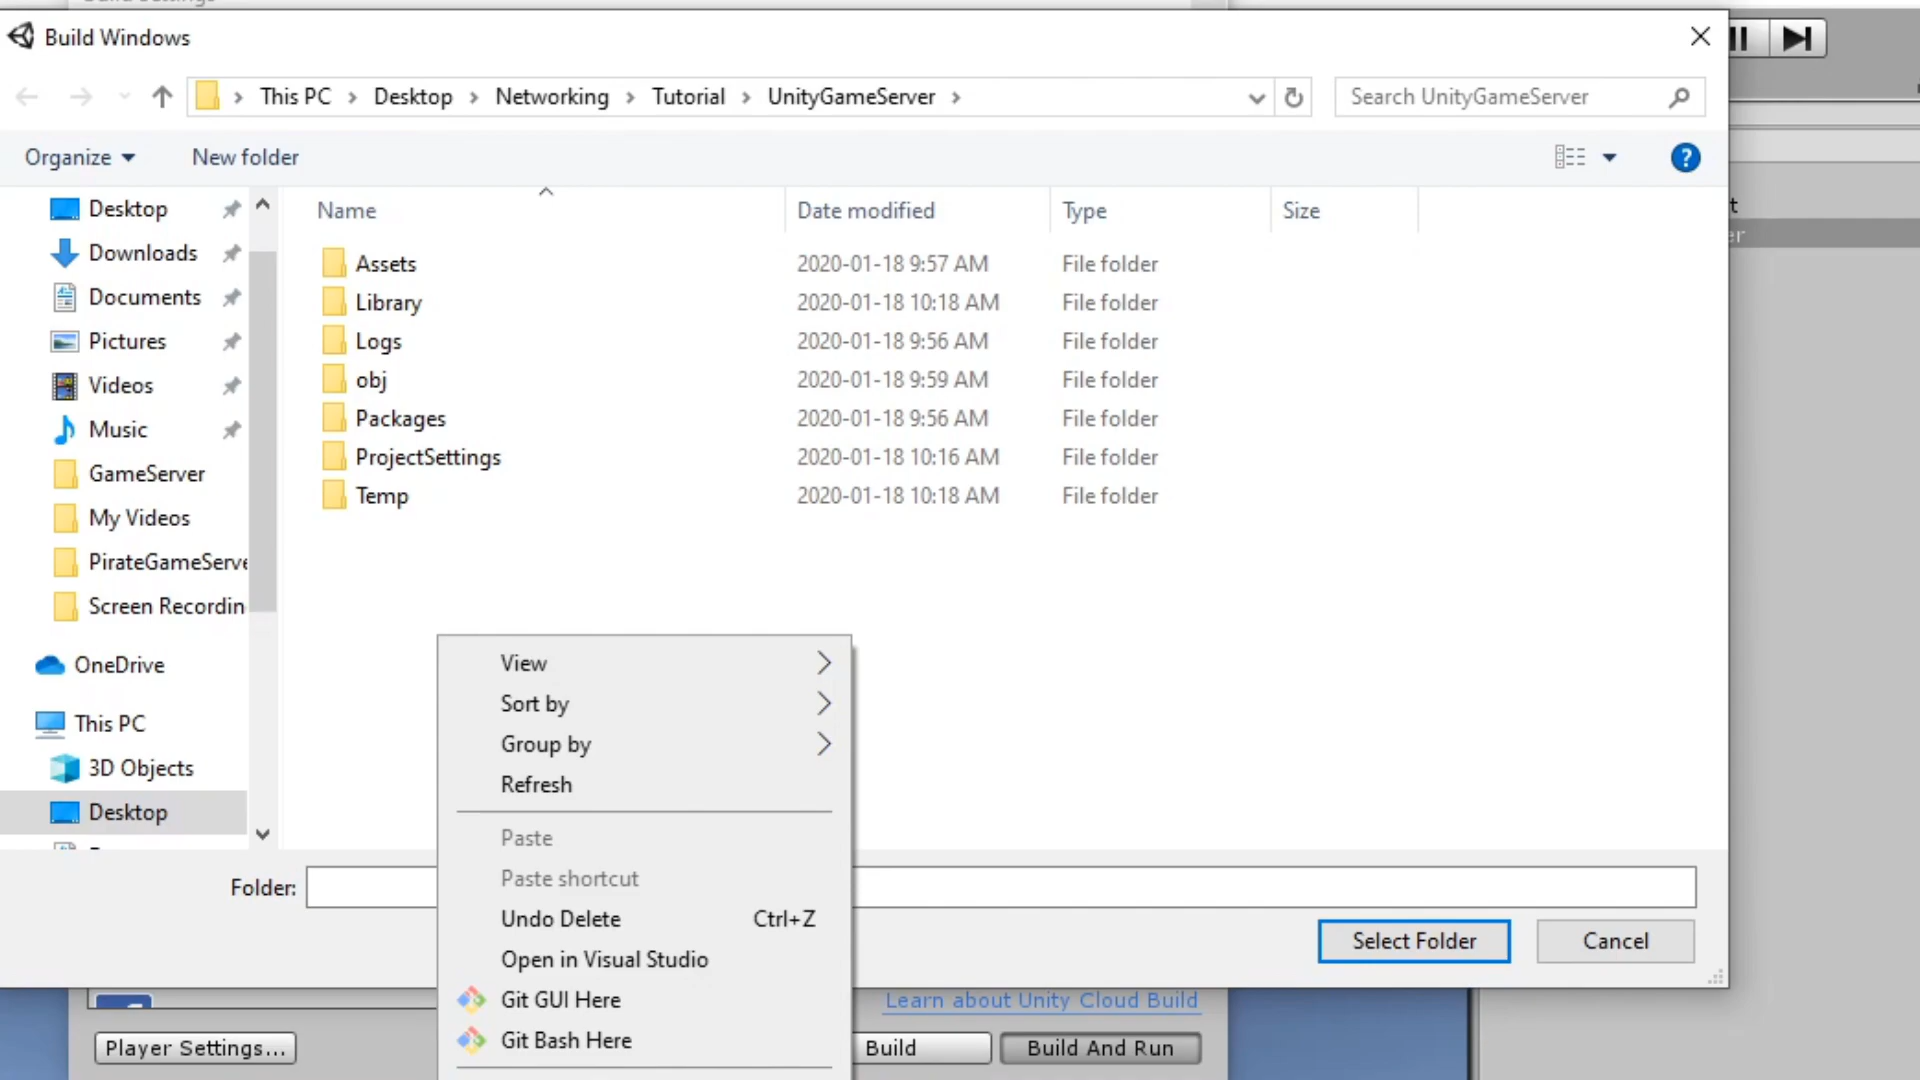 Build Settings
Build Windows
This PC > Desktop > Networking > Tutorial > UnityGameServer >
Search UnityGameServer
Organize
New folder
Name
Date modified
Type
Size
Desktop
Downloads
Documents
Pictures
Videos
Music
GameServer
My Videos
PirateGameServe
Screen Recordin
OneDrive
This PC
3D Objects
Desktop
Assets 2020-01-18 9:57 AM File folder
Library 2020-01-18 10:18 AM File folder
Logs 2020-01-18 9:56 AM File folder
obj 2020-01-18 9:59 AM File folder
Packages 2020-01-18 9:56 AM File folder
ProjectSettings 2020-01-18 10:16 AM File folder
Temp 2020-01-18 10:18 AM File folder
t
er
View
Sort by
Group by
Refresh
Paste
Paste shortcut
Undo Delete Ctrl+Z
Open in Visual Studio
Git GUI Here
Git Bash Here
Folder:
Select Folder
Cancel
Learn about Unity Cloud Build
Player Settings...
Build
Build And Run